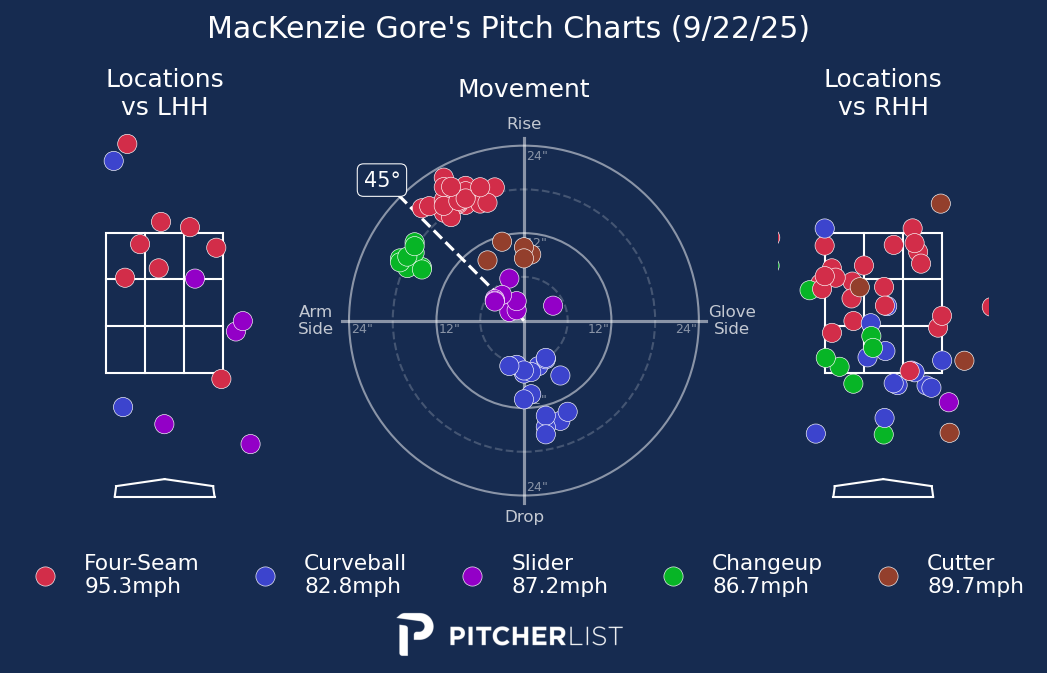 MacKenzie Gore's Pitch Charts (9/22/25)
Locations
vs LHH
Movement
Locations
vs RHH
Rise
24"
45°
2"
Arm
Side
24"
12"
12"
24"
Glove
Side
2"
24"
Drop
Four-Seam
95.3mph
Curveball
82.8mph
Slider
87.2mph
Changeup
86.7mph
Cutter
89.7mph
PITCHERLIST